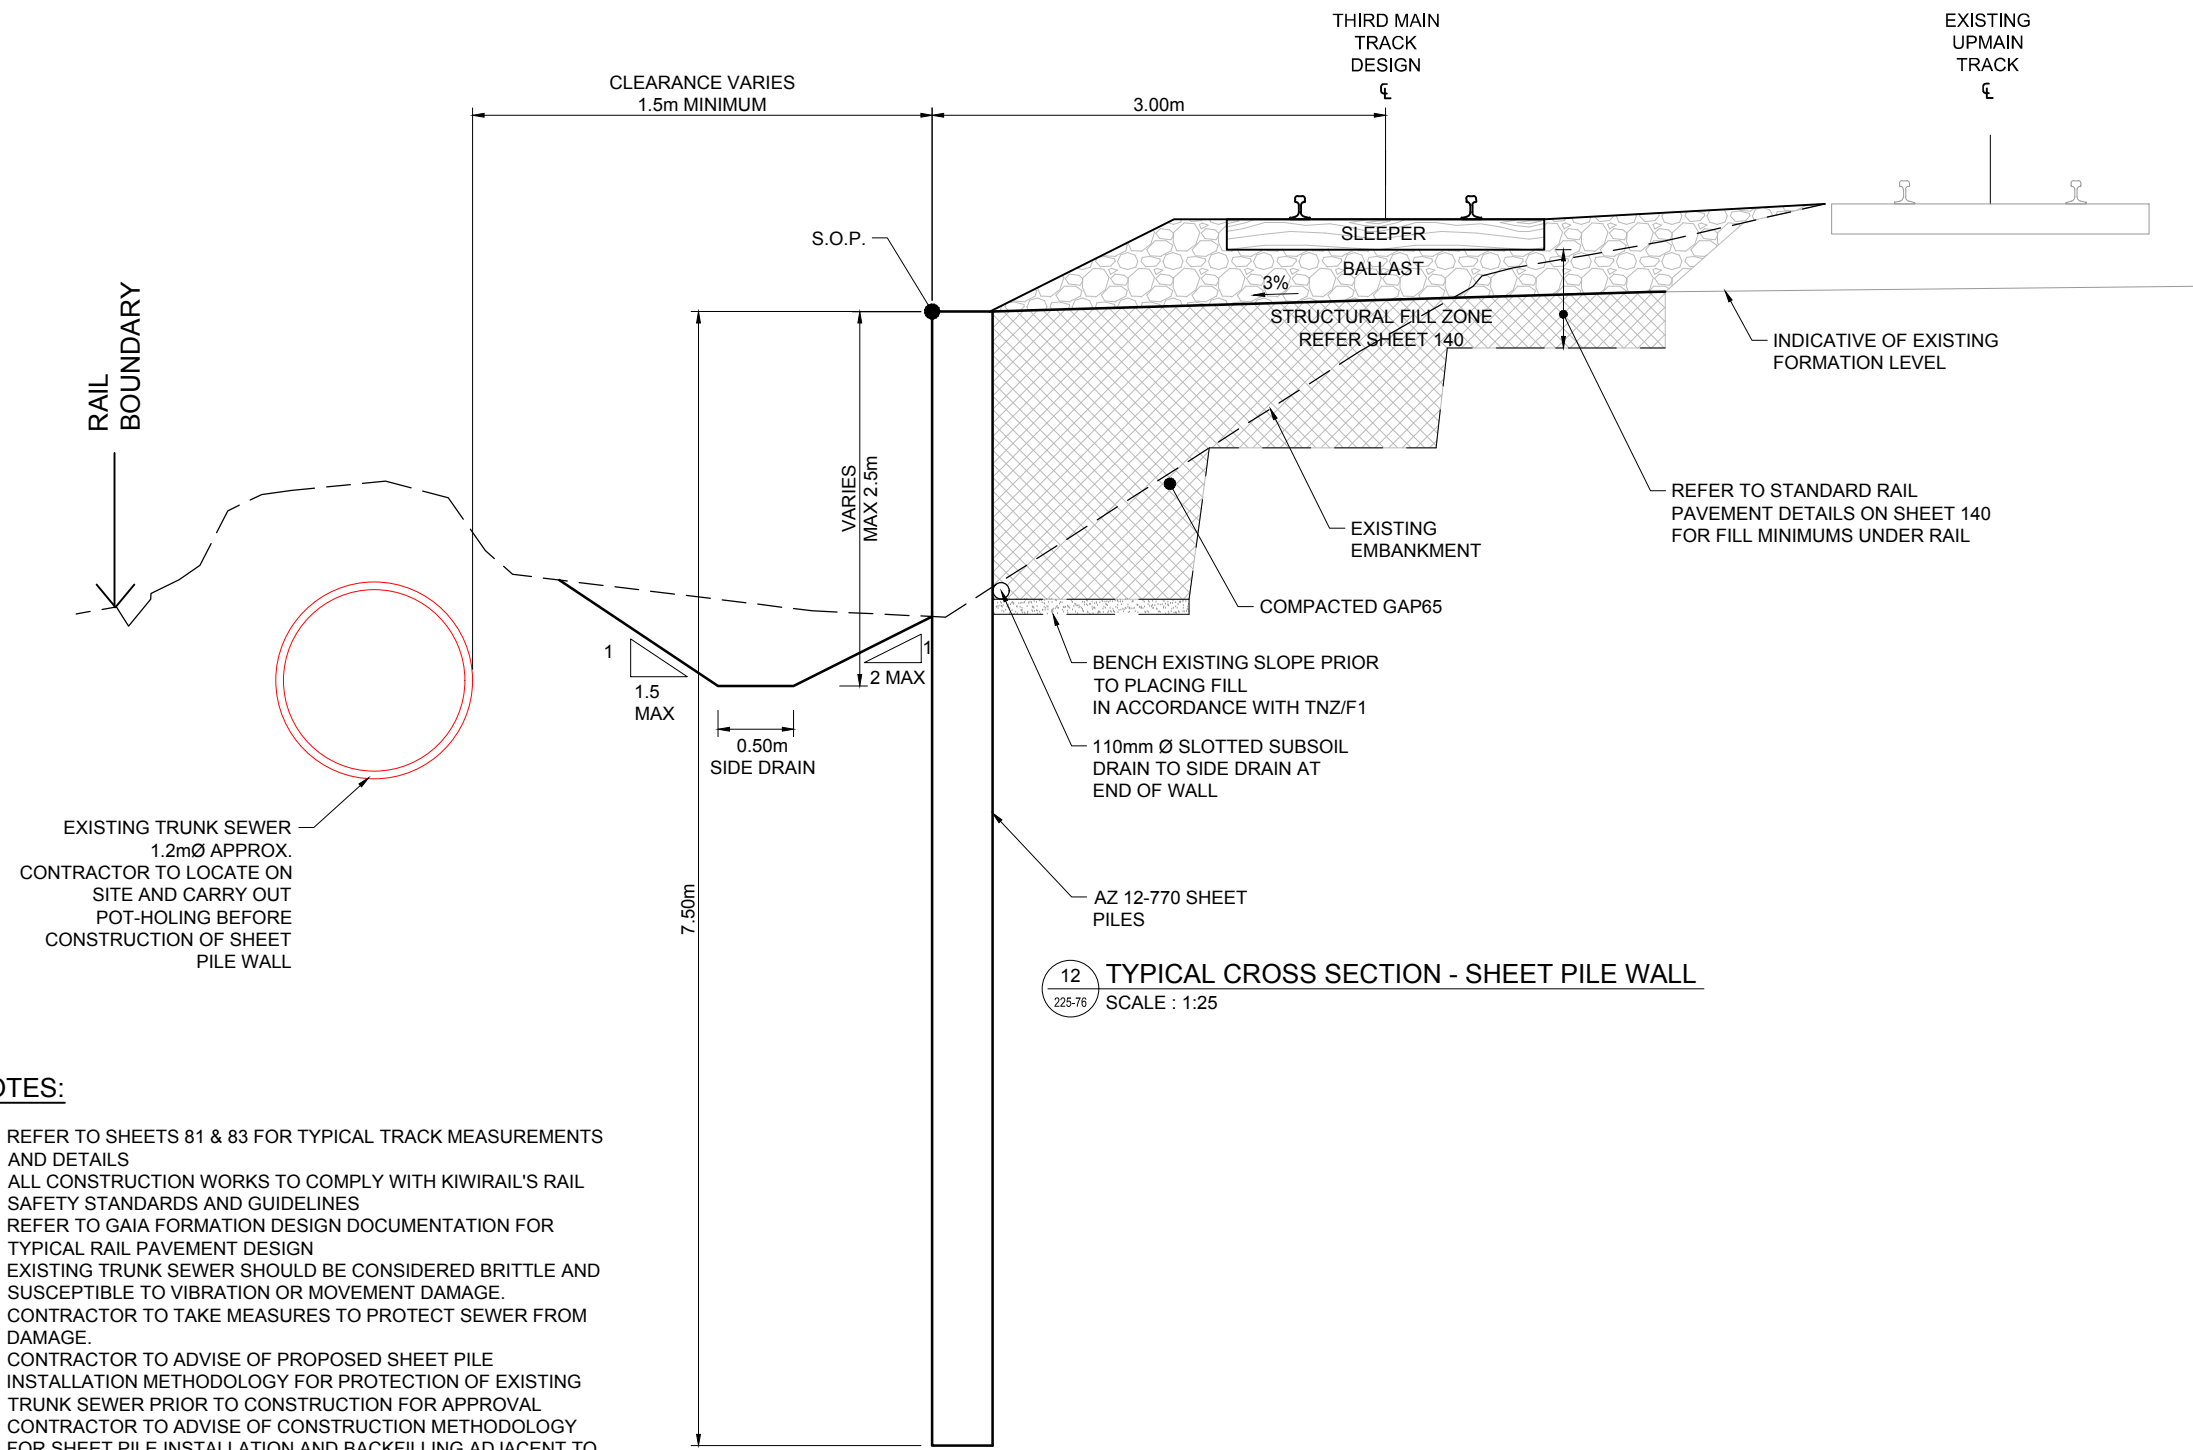 THIRD MAIN
TRACK
DESIGN
℄
EXISTING
UPMAIN
TRACK
℄
CLEARANCE VARIES
1.5m MINIMUM
3.00m
S.O.P.
SLEEPER
BALLAST
3%
STRUCTURAL FILL ZONE
REFER SHEET 140
INDICATIVE OF EXISTING
FORMATION LEVEL
RAIL
BOUNDARY
VARIES
MAX 2.5m
REFER TO STANDARD RAIL
PAVEMENT DETAILS ON SHEET 140
FOR FILL MINIMUMS UNDER RAIL
EXISTING
EMBANKMENT
COMPACTED GAP65
1
1.5
MAX
1
2 MAX
BENCH EXISTING SLOPE PRIOR
TO PLACING FILL
IN ACCORDANCE WITH TNZ/F1
0.50m
SIDE DRAIN
110mm Ø SLOTTED SUBSOIL
DRAIN TO SIDE DRAIN AT
END OF WALL
EXISTING TRUNK SEWER
1.2mØ APPROX.
CONTRACTOR TO LOCATE ON
SITE AND CARRY OUT
POT-HOLING BEFORE
CONSTRUCTION OF SHEET
PILE WALL
7.50m
AZ 12-770 SHEET
PILES
12
225-76
TYPICAL CROSS SECTION - SHEET PILE WALL
SCALE : 1:25
OTES:
REFER TO SHEETS 81 & 83 FOR TYPICAL TRACK MEASUREMENTS
AND DETAILS
ALL CONSTRUCTION WORKS TO COMPLY WITH KIWIRAIL'S RAIL
SAFETY STANDARDS AND GUIDELINES
REFER TO GAIA FORMATION DESIGN DOCUMENTATION FOR
TYPICAL RAIL PAVEMENT DESIGN
EXISTING TRUNK SEWER SHOULD BE CONSIDERED BRITTLE AND
SUSCEPTIBLE TO VIBRATION OR MOVEMENT DAMAGE.
CONTRACTOR TO TAKE MEASURES TO PROTECT SEWER FROM
DAMAGE.
CONTRACTOR TO ADVISE OF PROPOSED SHEET PILE
INSTALLATION METHODOLOGY FOR PROTECTION OF EXISTING
TRUNK SEWER PRIOR TO CONSTRUCTION FOR APPROVAL
CONTRACTOR TO ADVISE OF CONSTRUCTION METHODOLOGY
FOR SHEET PILE INSTALLATION AND BACKFILLING ADJACENT TO